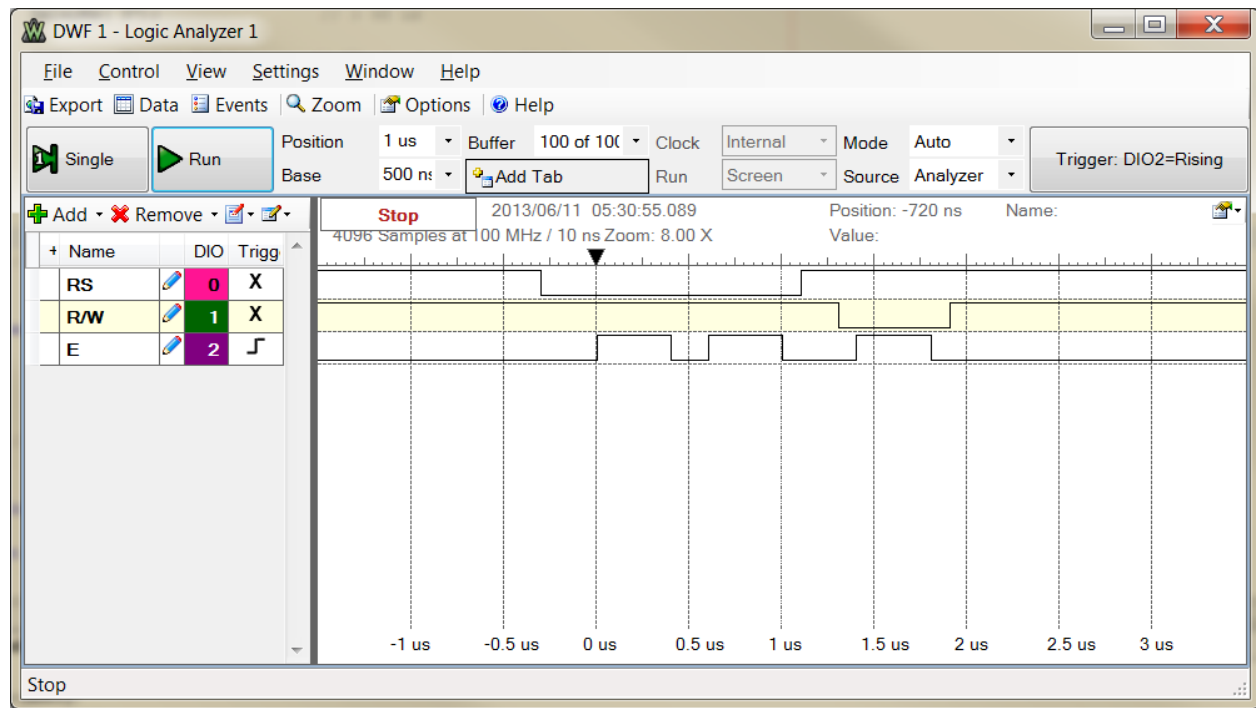 DWF 1 - Logic Analyzer 1
File Control View Settings Window Help
Export Data Events Zoom Options Help
Single Run Position 1 us Buffer 100 of 10( Clock Internal Mode Auto Trigger: DIO2=Rising
Base 500 ns Add Tab Run Screen Source Analyzer
Add Remove Stop 2013/06/11 05:30:55.089 Position: -720 ns Name:
4096 Samples at 100 MHz / 10 ns Zoom: 8.00 X Value:
+ Name DIO Trigg
RS 0 X
R/W 1 X
E 2
-1 us -0.5 us 0 us 0.5 us 1 us 1.5 us 2 us 2.5 us 3 us
Stop